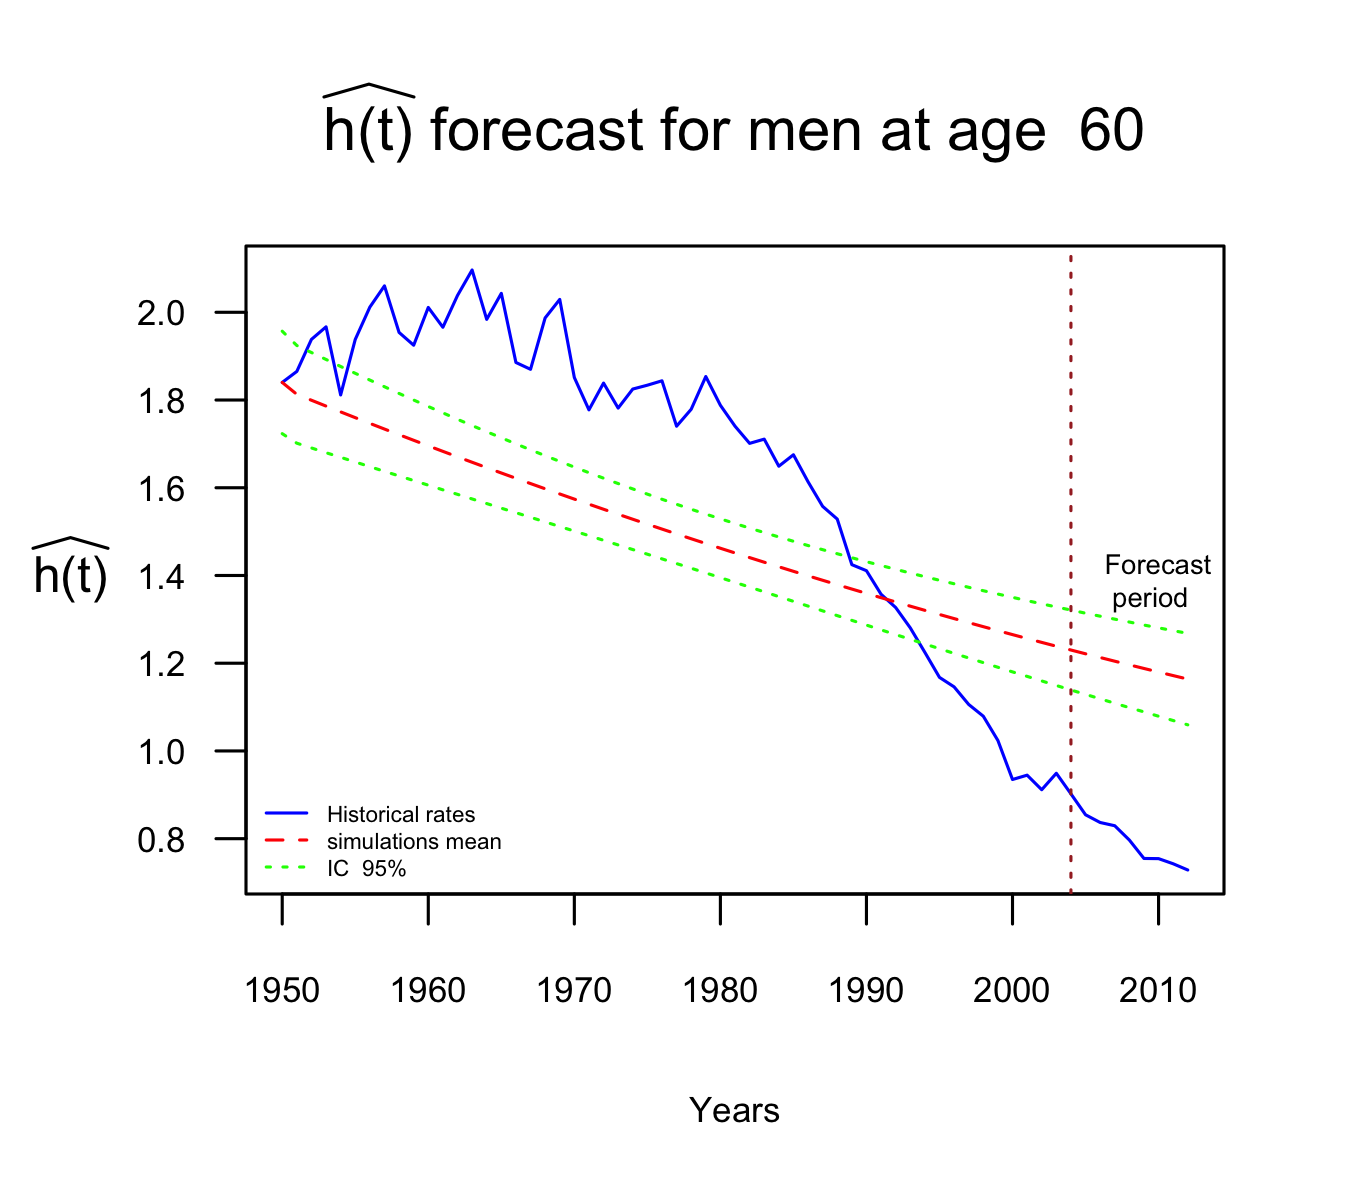 h(t) forecast for men at age 60
h(t)
2.0
1.8
1.6
1.4
1.2
1.0
0.8
Forecast
period
Historical rates
simulations mean
IC 95%
1950 1960 1970 1980 1990 2000 2010
Years